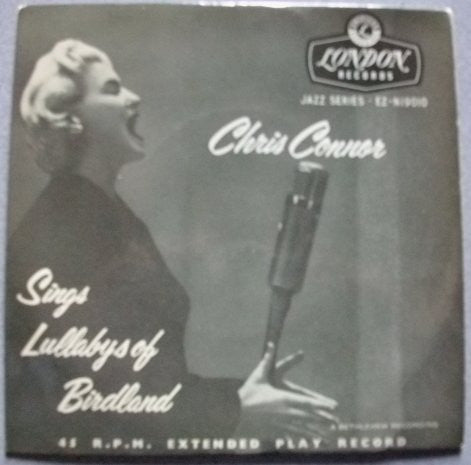 LONDON
RECORDS
JAZZ SERIES · EZ-N19010
Chris Connor
Sings
Lullabys of
Birdland
A BETHLEHEM RECORDING
45 R.P.M. EXTENDED PLAY RECORD